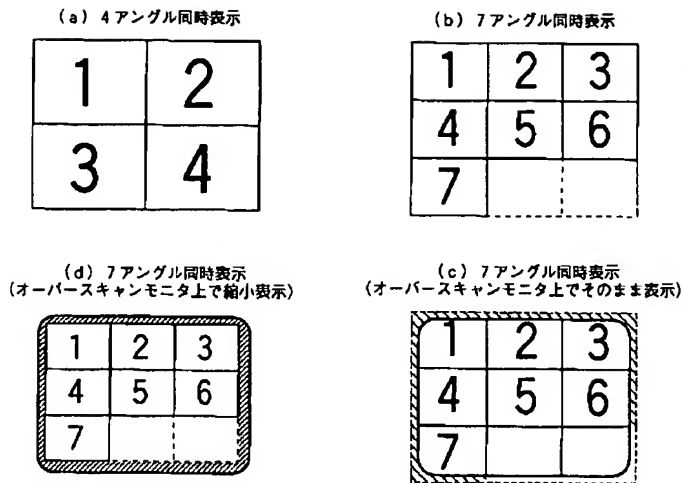 (a) 4アングル同時表示
1 2
3 4
(b) 7アングル同時表示
1 2 3
4 5 6
7
(d) 7アングル同時表示
(オーバースキャンモニタ上で縮小表示)
1 2 3
4 5 6
7
(c) 7アングル同時表示
(オーバースキャンモニタ上でそのまま表示)
1 2 3
4 5 6
7